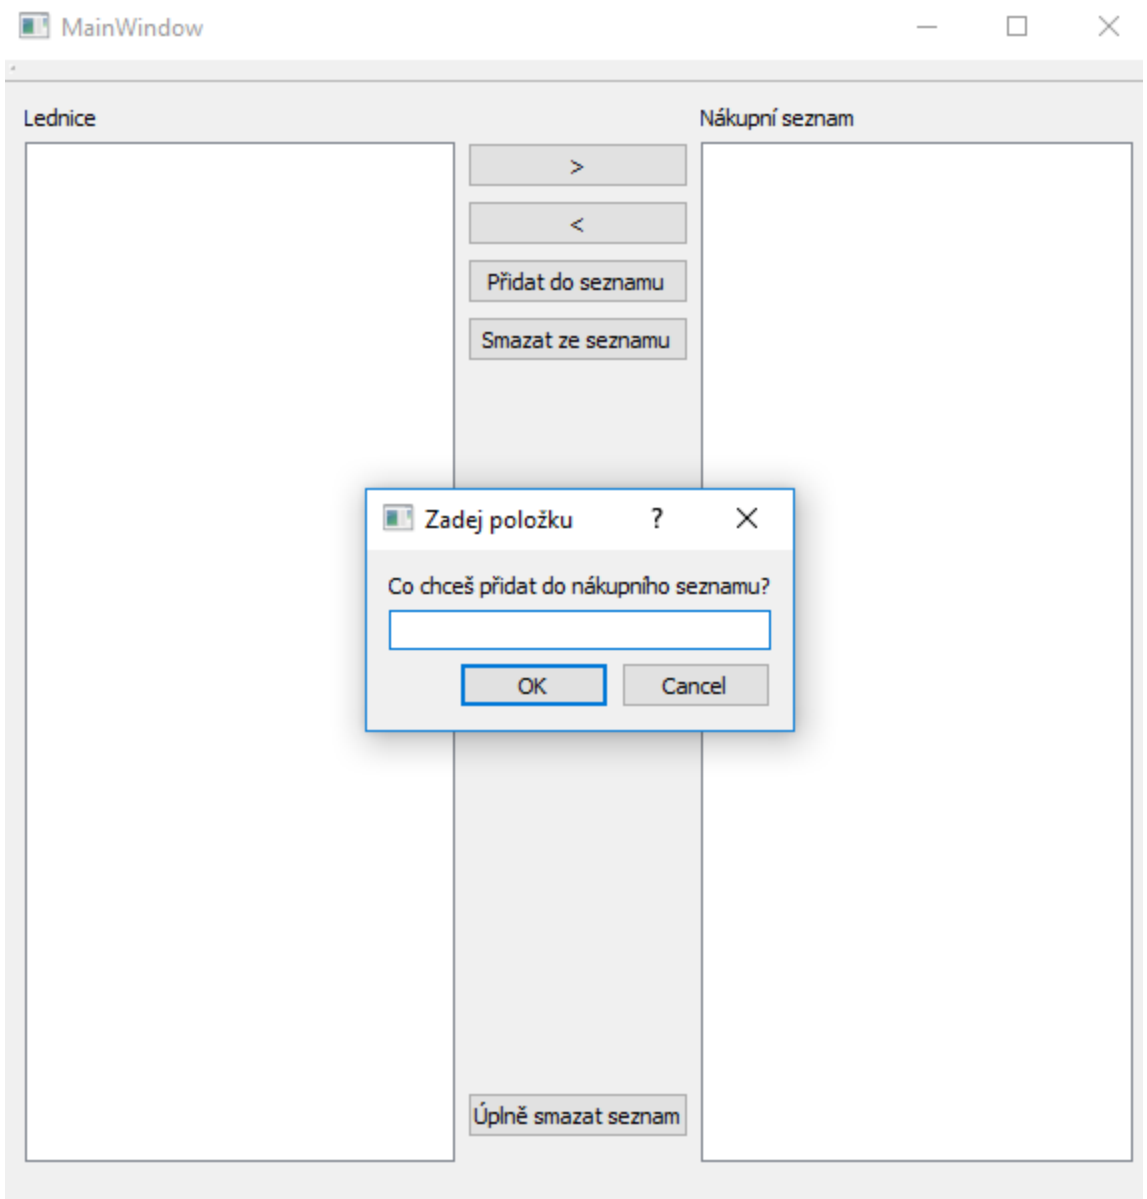 MainWindow
Lednice
Nákupní seznam
>
<
Přidat do seznamu
Smazat ze seznamu
Zadej položku ?
Co chceš přidat do nákupního seznamu?
OK Cancel
Úplně smazat seznam